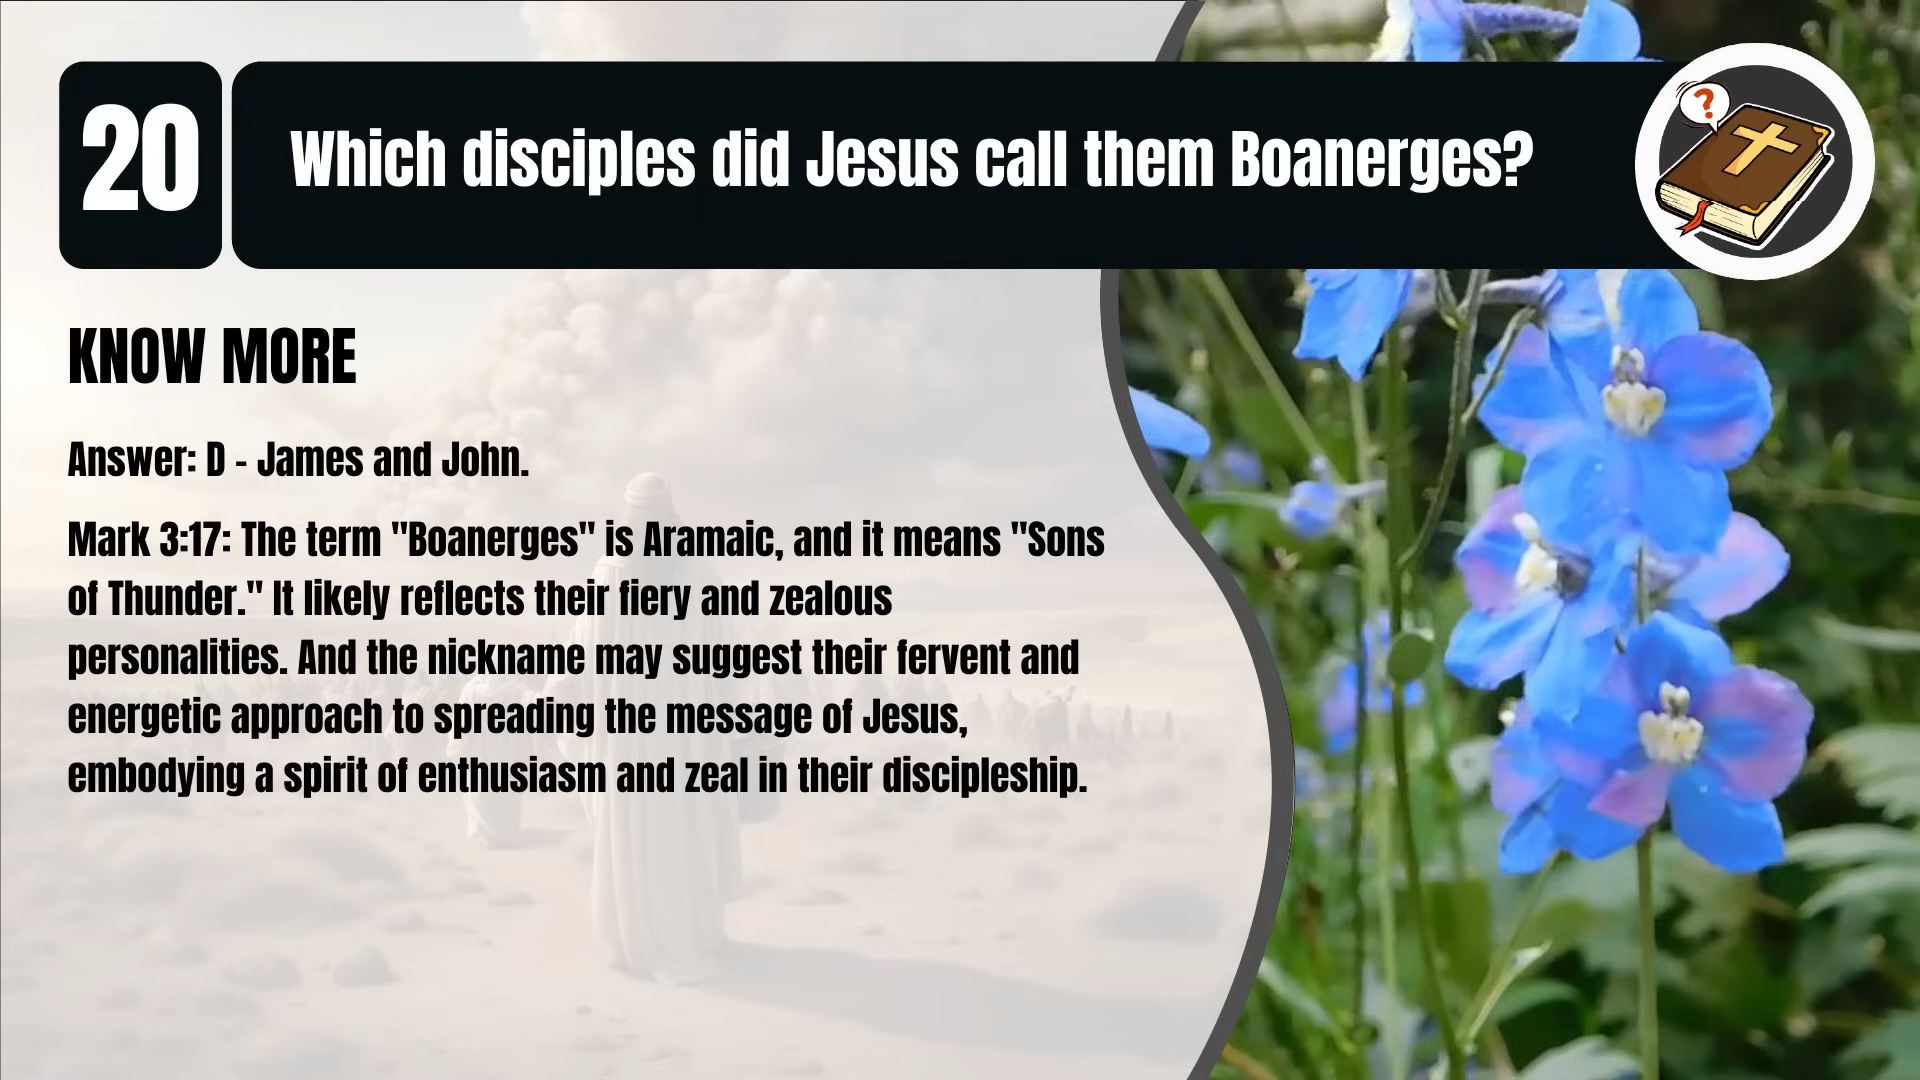 20
Which disciples did Jesus call them Boanerges?
?
KNOW MORE
Answer: D - James and John.
Mark 3:17: The term "Boanerges" is Aramaic, and it means "Sons
of Thunder." It likely reflects their fiery and zealous
personalities. And the nickname may suggest their fervent and
energetic approach to spreading the message of Jesus,
embodying a spirit of enthusiasm and zeal in their discipleship.